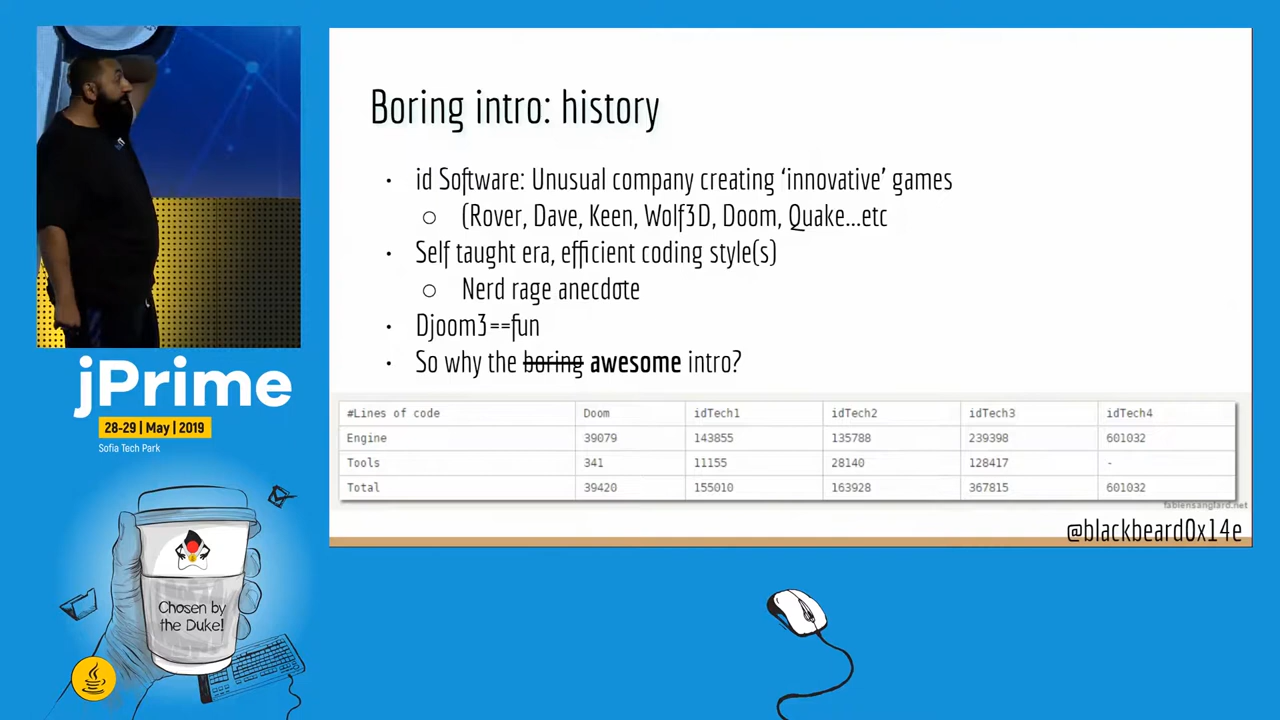 Boring intro: history
id Software: Unusual company creating ‘innovative’ games
(Rover, Dave, Keen, Wolf3D, Doom, Quake...etc
Self taught era, efficient coding style(s)
Nerd rage anecdote
Djoom3==fun
So why the boring awesome intro?
#Lines of code Doom idTech1 idTech2 idTech3 idTech4
Engine 39079 143855 135788 239398 601032
Tools 341 11155 28140 128417 -
Total 39420 155010 163928 367815 601032
fabiensanglard.net
@blackbeard0x14e
jPrime
28-29 | May | 2019
Sofia Tech Park
Chosen by
the Duke!